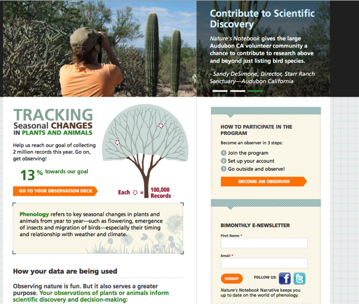 Contribute to Scientific
Discovery
Nature's Notebook gives the large
Audubon CA volunteer community a
chance to contribute to research above
and beyond just listing bird species.
- Sandy DeSimone, Director, Starr Ranch
Sanctuary—Audubon California
TRACKING
Seasonal CHANGES
IN PLANTS AND ANIMALS
Help us reach our goal of collecting
2 million records this year. Go on,
get observing!
13% towards our goal
GO TO YOUR OBSERVATION DECK
Each = 100,000
Records
Phenology refers to key seasonal changes in plants and
animals from year to year—such as flowering, emergence
of insects and migration of birds—especially their timing
and relationship with weather and climate.
How your data are being used
Observing nature is fun. But it also serves a greater
purpose. Your observations of plants or animals inform
scientific discovery and decision-making:
HOW TO PARTICIPATE IN THE
PROGRAM
Become an observer in 3 steps:
1 Join the program
2 Set up your account
3 Go outside and observe!
BECOME AN OBSERVER
BIMONTHLY E-NEWSLETTER
First Name *
Email *
SIGNUP
FOLLOW US:
Nature's Notebook Narrative keeps you
up to date on the world of phenology.